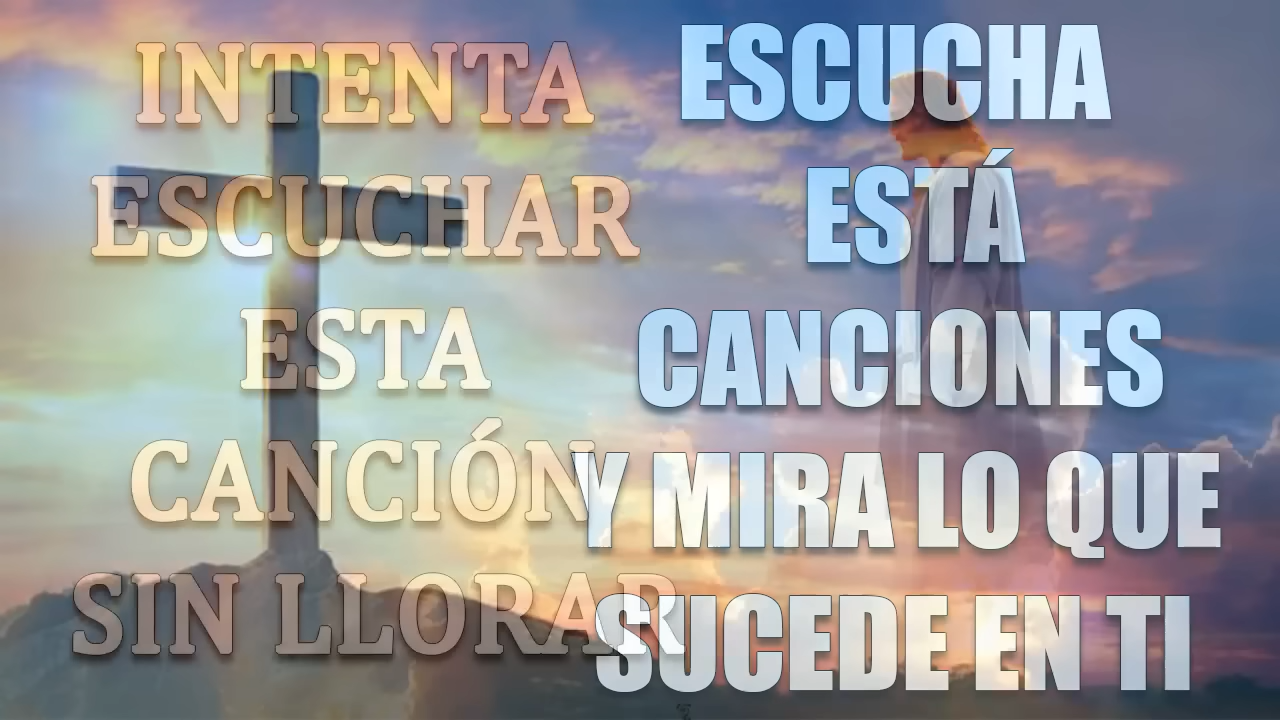 INTENTA
ESCUCHAR
ESTA
CANCIÓN
SIN LLORAR
ESCUCHA
ESTÁ
CANCIONES
Y MIRA LO QUE
SUCEDE EN TI